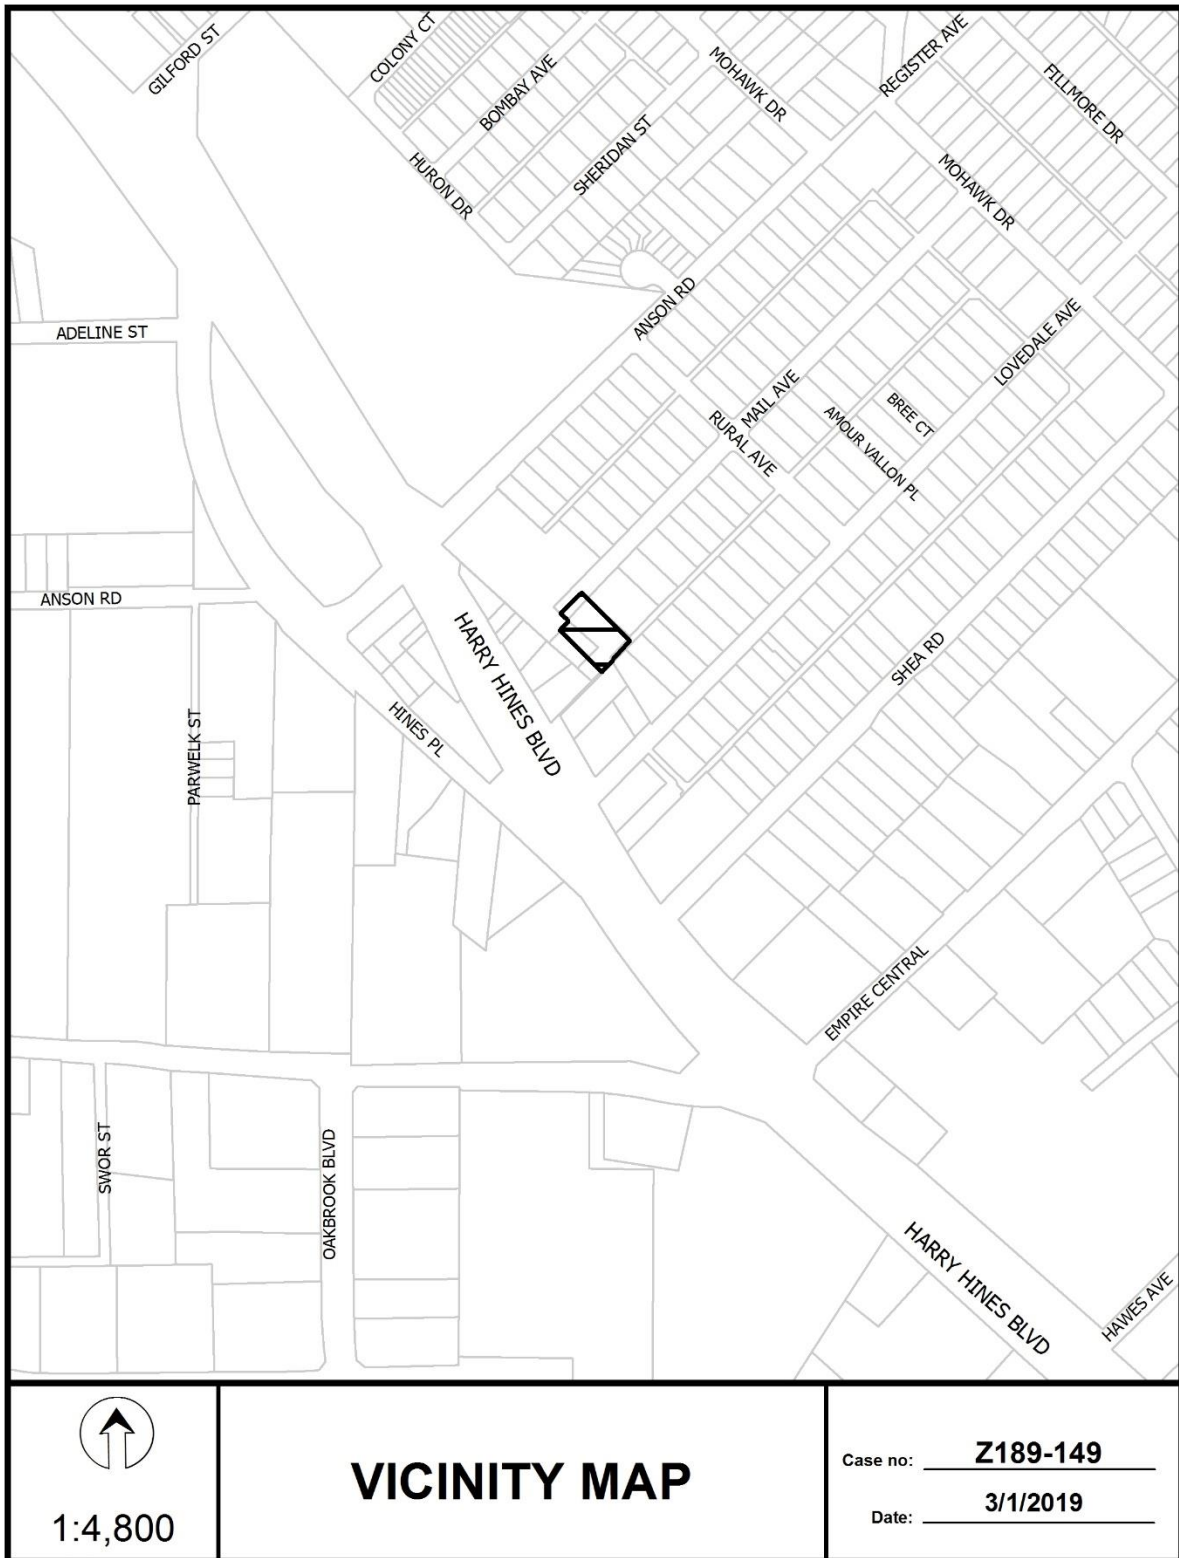 GILFORD ST
COLONY CT
BOMBAY AVE
MOHAWK DR
REGISTER AVE
FILLMORE DR
HURON DR
SHERIDAN ST
MOHAWK DR
ADELINE ST
ANSON RD
LOVEDALE AVE
MAIL AVE
BREE CT
RURAL AVE
AMOUR VALLON PL
ANSON RD
HARRY HINES BLVD
SHEA RD
HINES PL
PARWELK ST
EMPIRE CENTRAL
SWOR ST
OAKBROOK BLVD
HARRY HINES BLVD
HAWES AVE
1:4,800
VICINITY MAP
Case no: Z189-149
Date: 3/1/2019